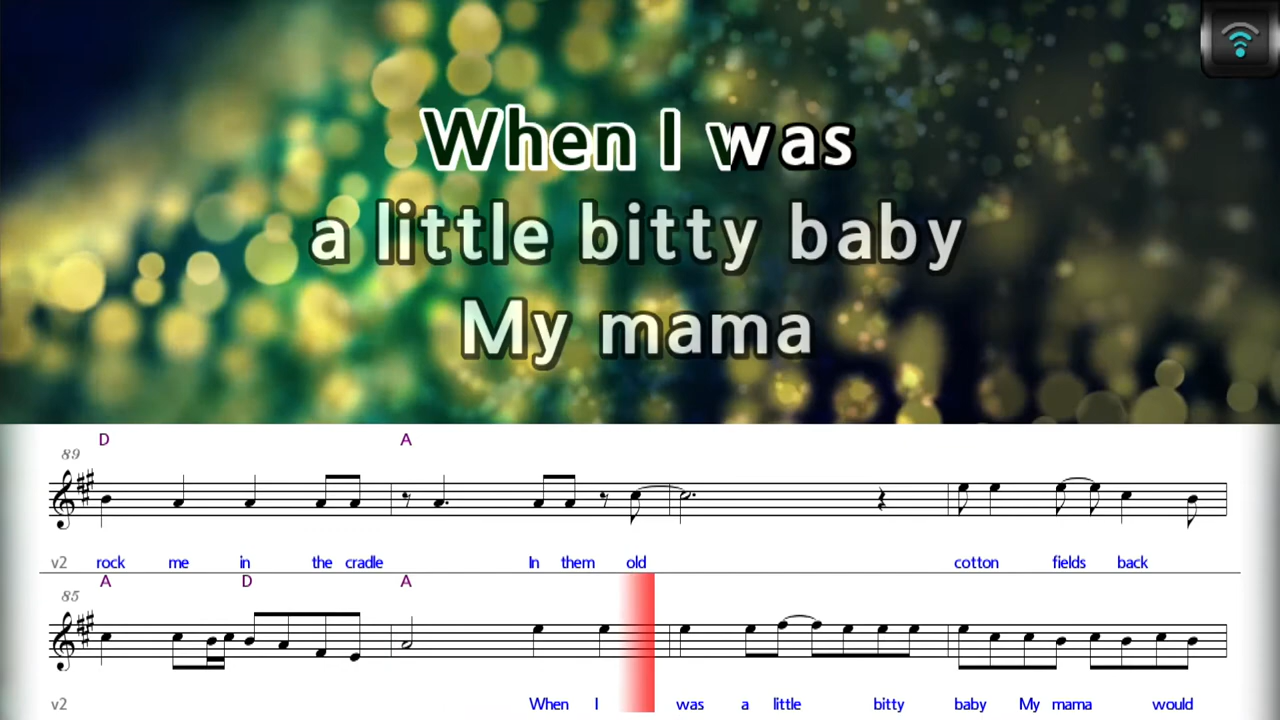 When I was
a little bitty baby
My mama
D A
89
v2 rock me in the cradle In them old cotton fields back
A D A
85
v2 When I was a little bitty baby My mama would